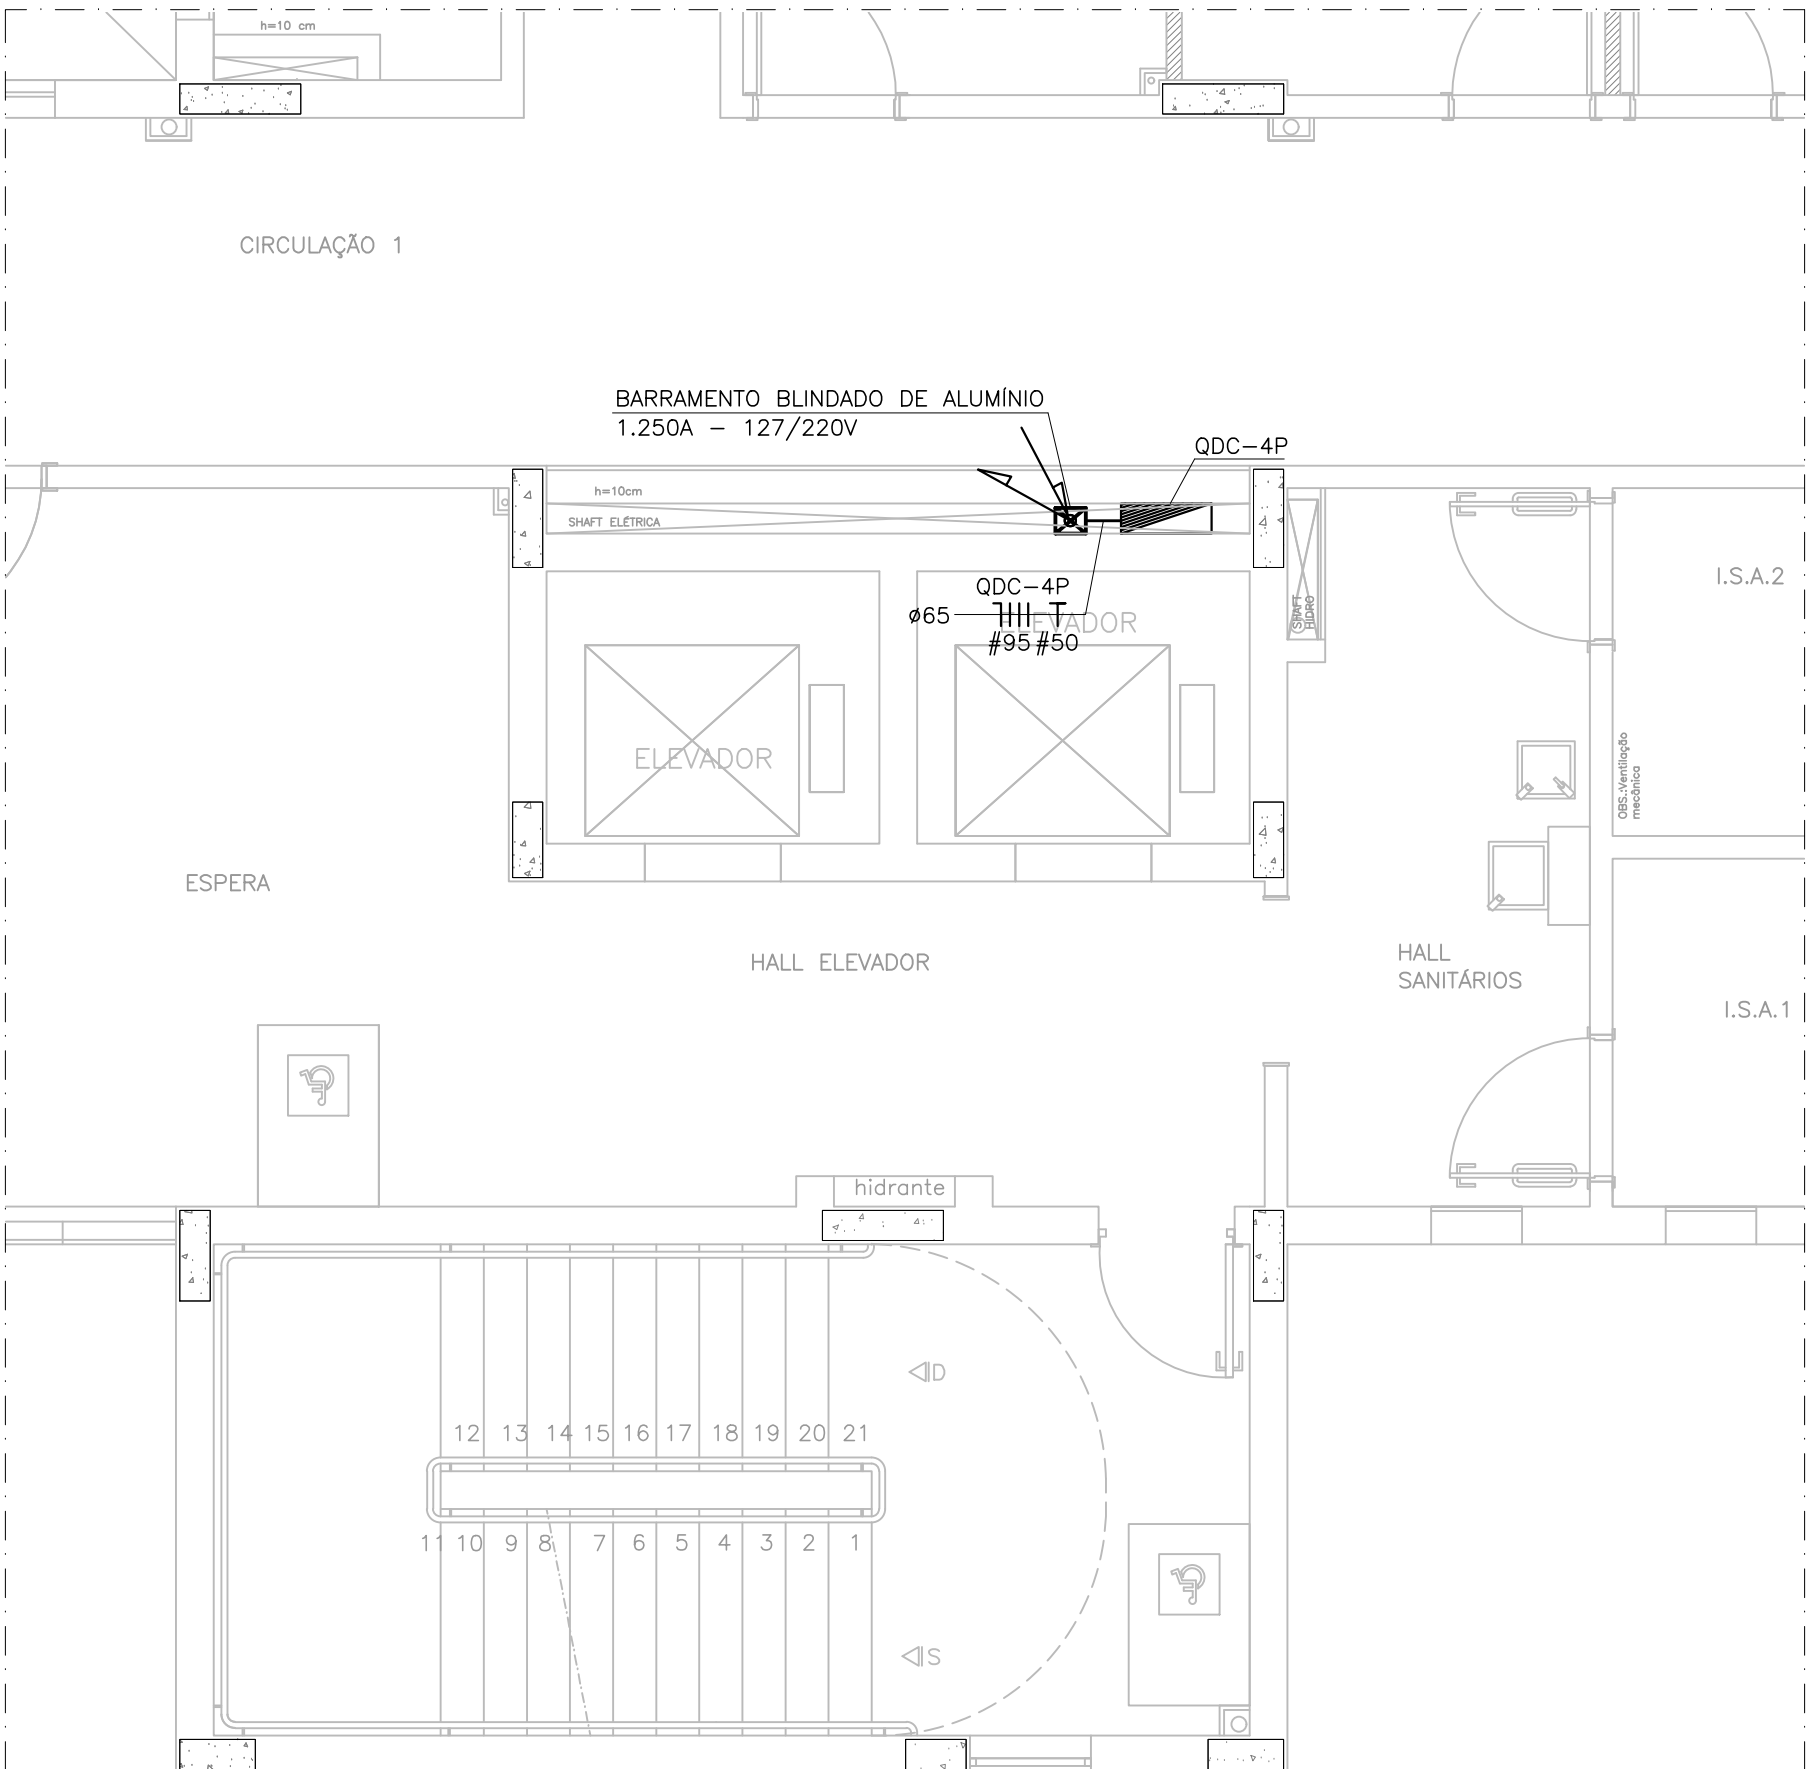 h=10 cm
CIRCULAÇÃO 1
BARRAMENTO BLINDADO DE ALUMÍNIO
1.250A - 127/220V
QDC-4P
h=10cm
SHAFT ELÉTRICA
QDC-4P
ø65
#95 #50
ELEVADOR
SHAFT
HIDRO
I.S.A.2
ELEVADOR
OBS.:Ventilação
mecânica
ESPERA
HALL ELEVADOR
HALL
SANITÁRIOS
I.S.A.1
hidrante
D
12 13 14 15 16 17 18 19 20 21
11 10 9 8 7 6 5 4 3 2 1
S